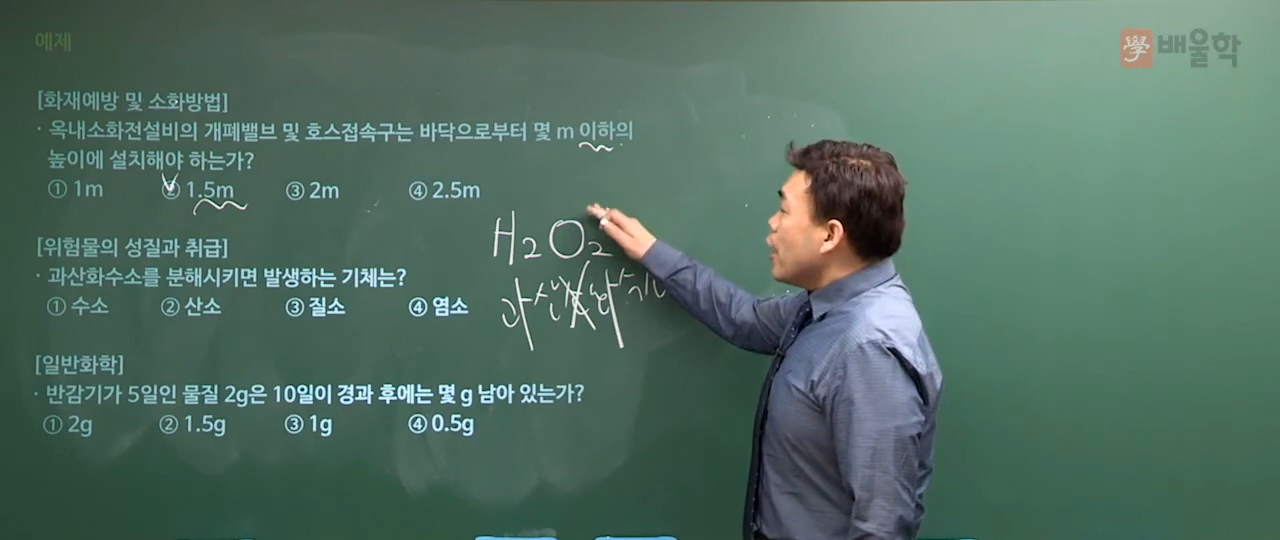 예제
學 배울학
[화재예방 및 소화방법]
· 옥내소화전설비의 개폐밸브 및 호스접속구는 바닥으로부터 몇 m 이하의
높이에 설치해야 하는가?
① 1m ② 1.5m ③ 2m ④ 2.5m
H₂O₂
[위험물의 성질과 취급]
· 과산화수소를 분해시키면 발생하는 기체는?
① 수소 ② 산소 ③ 질소 ④ 염소
[일반화학]
· 반감기가 5일인 물질 2g은 10일이 경과 후에는 몇 g 남아 있는가?
① 2g ② 1.5g ③ 1g ④ 0.5g